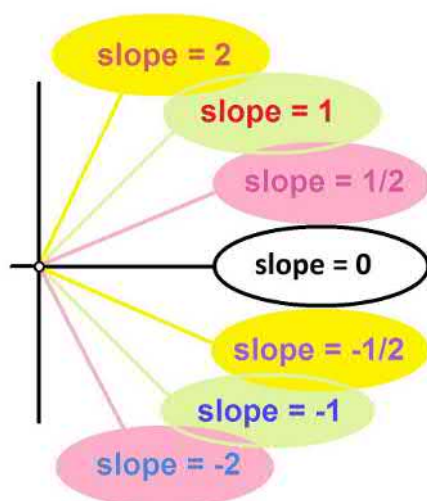 slope = 2
slope = 1
slope = 1/2
slope = 0
slope = -1/2
slope = -1
slope = -2